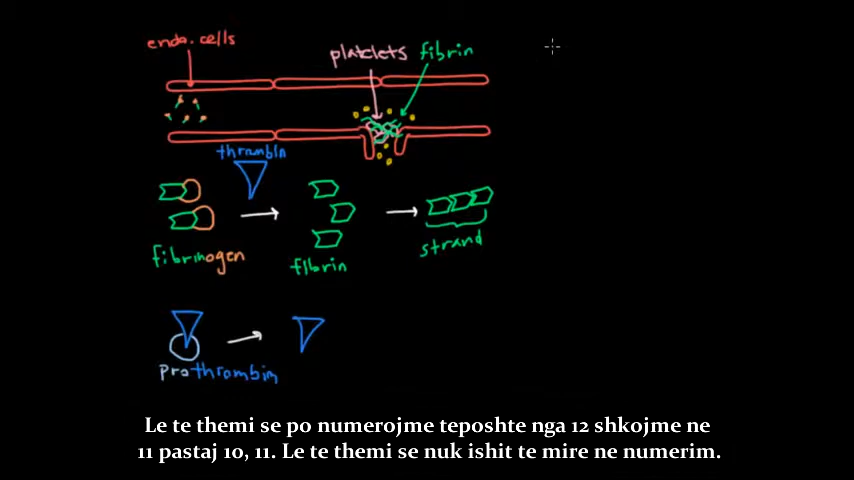 endo. cells
platelets fibrin
thrombin
fibrinogen
fibrin
strand
prothrombin
Le te themi se po numerojme teposhte nga 12 shkojme ne
11 pastaj 10, 11. Le te themi se nuk ishit te mire ne numerim.